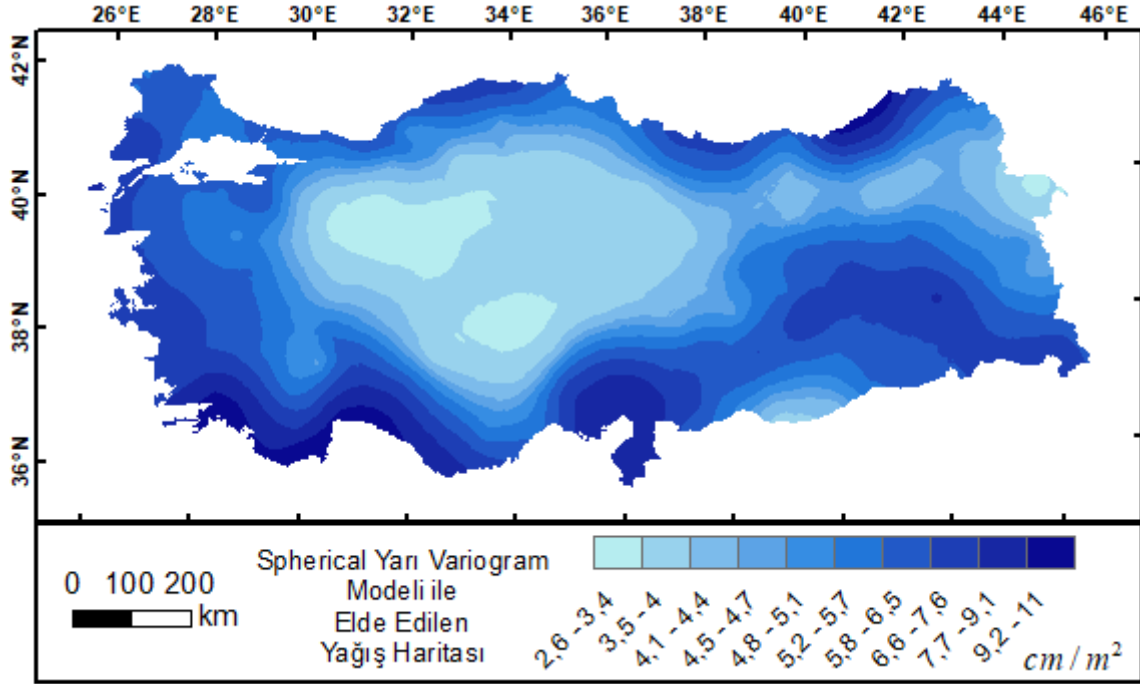 26°E 28°E 30°E 32°E 34°E 36°E 38°E 40°E 42°E 44°E 46°E
42°N
40°N
38°N
36°N
Spherical Yarı Variogram
Modeli ile
Elde Edilen
Yağış Haritası
0 100 200
km
2,6 - 3,4
3,5 - 4
4,1 - 4,4
4,5 - 4,7
4,8 - 5,1
5,2 - 5,7
5,8 - 6,5
6,6 - 7,6
7,7 - 9,1
9,2 - 11
cm / m²